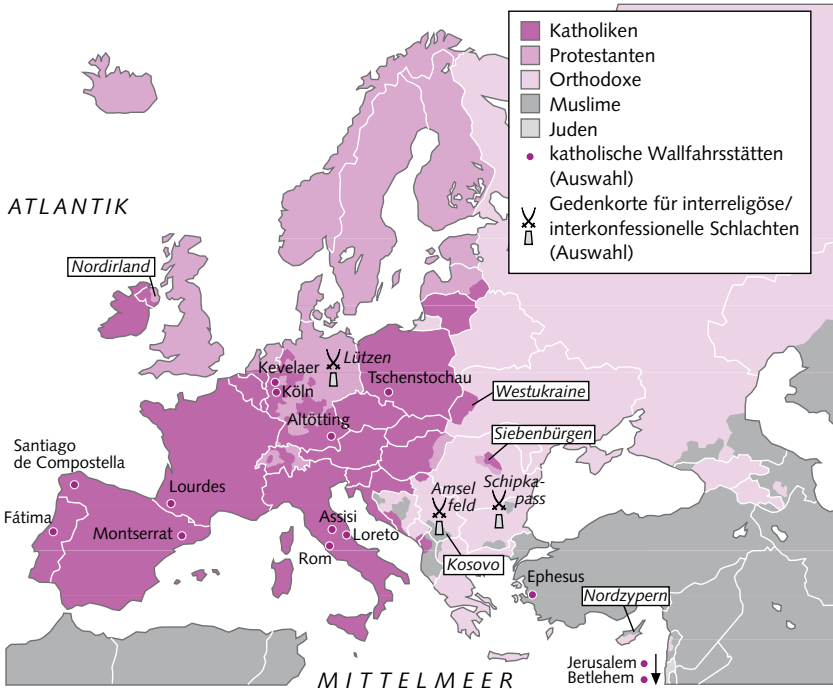 Katholiken
Protestanten
Orthodoxe
Muslime
Juden
katholische Wallfahrsstätten
(Auswahl)
Gedenkorte für interreligöse/
interkonfessionelle Schlachten
(Auswahl)
ATLANTIK
Nordirland
Lützen
Kevelaer
Köln
Tschenstochau
Westukraine
Altötting
Siebenbürgen
Santiago
de Compostella
Lourdes
Amsel
feld
Schipka-
pass
Fátima
Montserrat
Assisi
Loreto
Rom
Kosovo
Ephesus
Nordzypern
Jerusalem
Betlehem
MITTELMEER